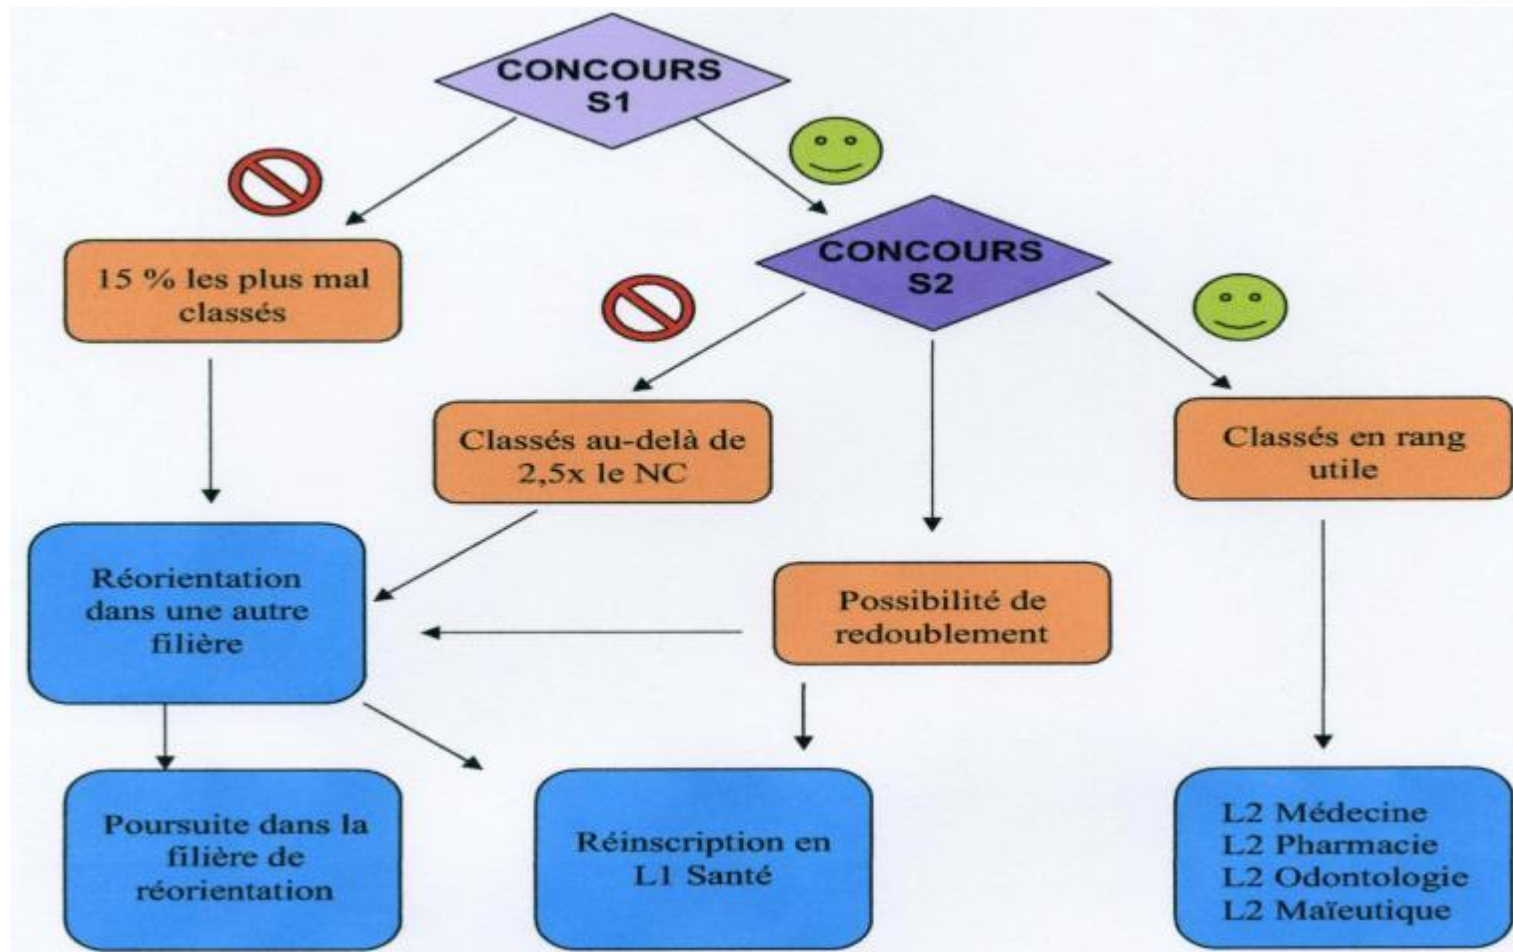 CONCOURS
S1
CONCOURS
S2
15 % les plus mal
classés
Classés au-delà de
2,5x le NC
Classés en rang
utile
Réorientation
dans une autre
filière
Possibilité de
redoublement
Poursuite dans la
filière de
réorientation
Réinscription en
L1 Santé
L2 Médecine
L2 Pharmacie
L2 Odontologie
L2 Maïeutique